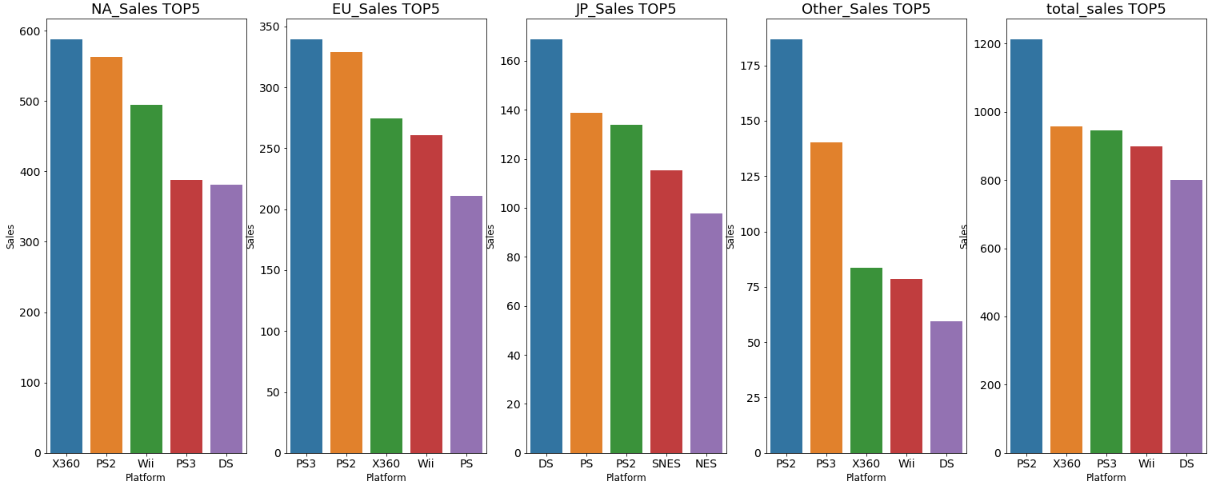 NA_Sales TOP5
600
500
400
300
200
100
0
Sales
X360 PS2 Wii PS3 DS
Platform
EU_Sales TOP5
350
300
250
200
150
100
50
0
Sales
PS3 PS2 X360 Wii PS
Platform
JP_Sales TOP5
160
140
120
100
80
60
40
20
0
Sales
DS PS PS2 SNES NES
Platform
Other_Sales TOP5
175
150
125
100
75
50
25
0
Sales
PS2 PS3 X360 Wii DS
Platform
total_sales TOP5
1200
1000
800
600
400
200
0
Sales
PS2 X360 PS3 Wii DS
Platform